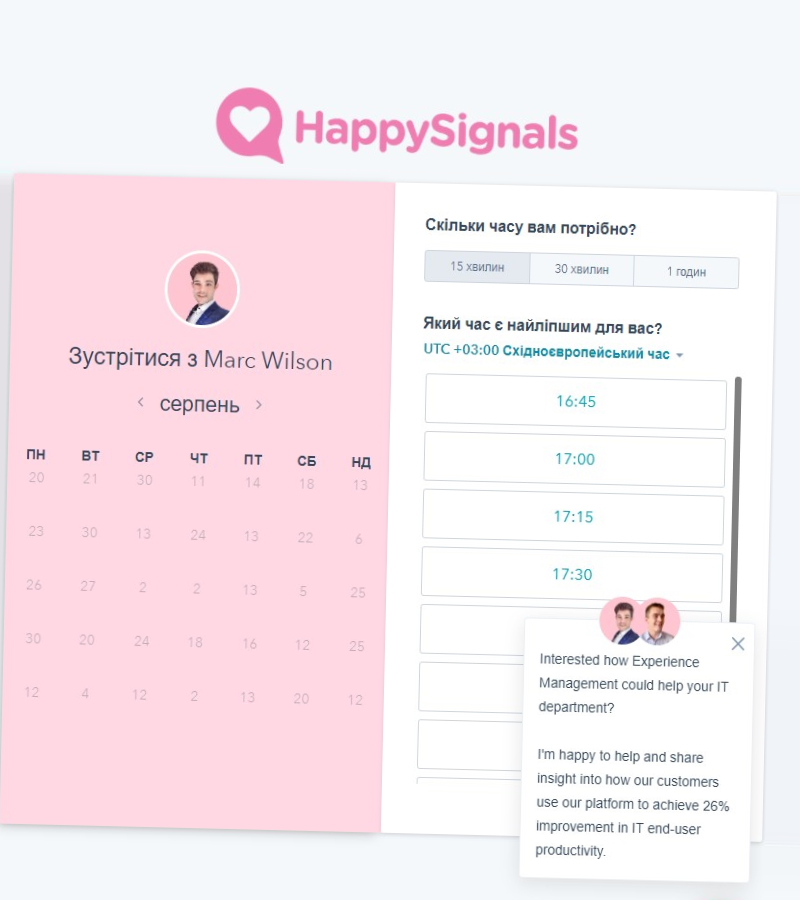 HappySignals
Зустрітися з Marc Wilson
серпень
ПН ВТ СР ЧТ ПТ СБ НД
20 21 30 11 14 18 13
23 30 13 24 13 22 6
26 27 2 2 13 5 25
30 20 24 18 16 12 25
12 4 12 2 13 20 12
Скільки часу вам потрібно?
15 хвилин 30 хвилин 1 годин
Який час є найліпшим для вас?
UTC +03:00 Східноєвропейський час
16:45
17:00
17:15
17:30
Interested how Experience
Management could help your IT
department?
I'm happy to help and share
insight into how our customers
use our platform to achieve 26%
improvement in IT end-user
productivity.